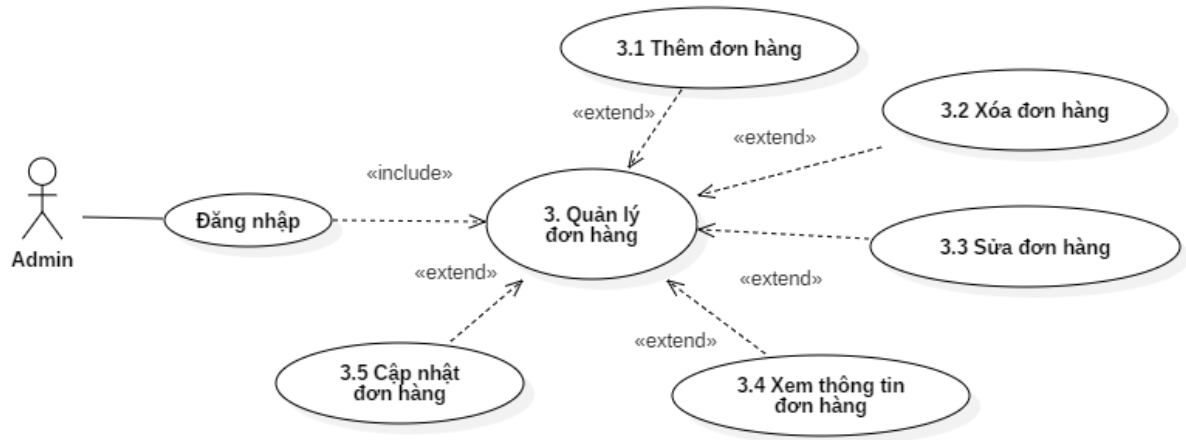 3.1 Thêm đơn hàng
«extend»
3.2 Xóa đơn hàng
«extend»
«include»
Đăng nhập
3. Quản lý
đơn hàng
Admin
3.3 Sửa đơn hàng
«extend»
«extend»
«extend»
3.5 Cập nhật
đơn hàng
3.4 Xem thông tin
đơn hàng